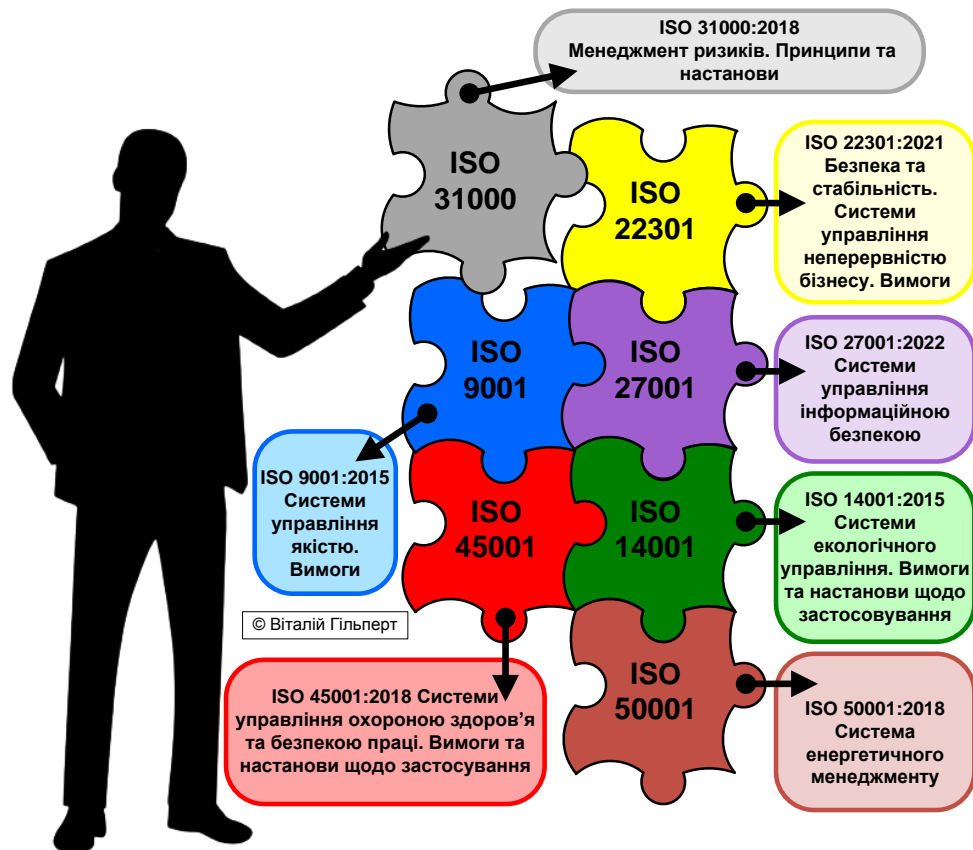 ISO 31000:2018
Менеджмент ризиків. Принципи та
настанови
ISO
31000
ISO
22301
ISO 22301:2021
Безпека та
стабільність.
Системи
управління
неперервністю
бізнесу. Вимоги
ISO
9001
ISO
27001
ISO 27001:2022
Системи
управління
інформаційною
безпекою
ISO 9001:2015
Системи
управління
якістю.
Вимоги
ISO
45001
ISO
14001
ISO 14001:2015
Системи
екологічного
управління. Вимоги
та настанови щодо
застосовування
© Віталій Гільперт
ISO 45001:2018 Системи
управління охороною здоров’я
та безпекою праці. Вимоги та
настанови щодо застосування
ISO
50001
ISO 50001:2018
Система
енергетичного
менеджменту